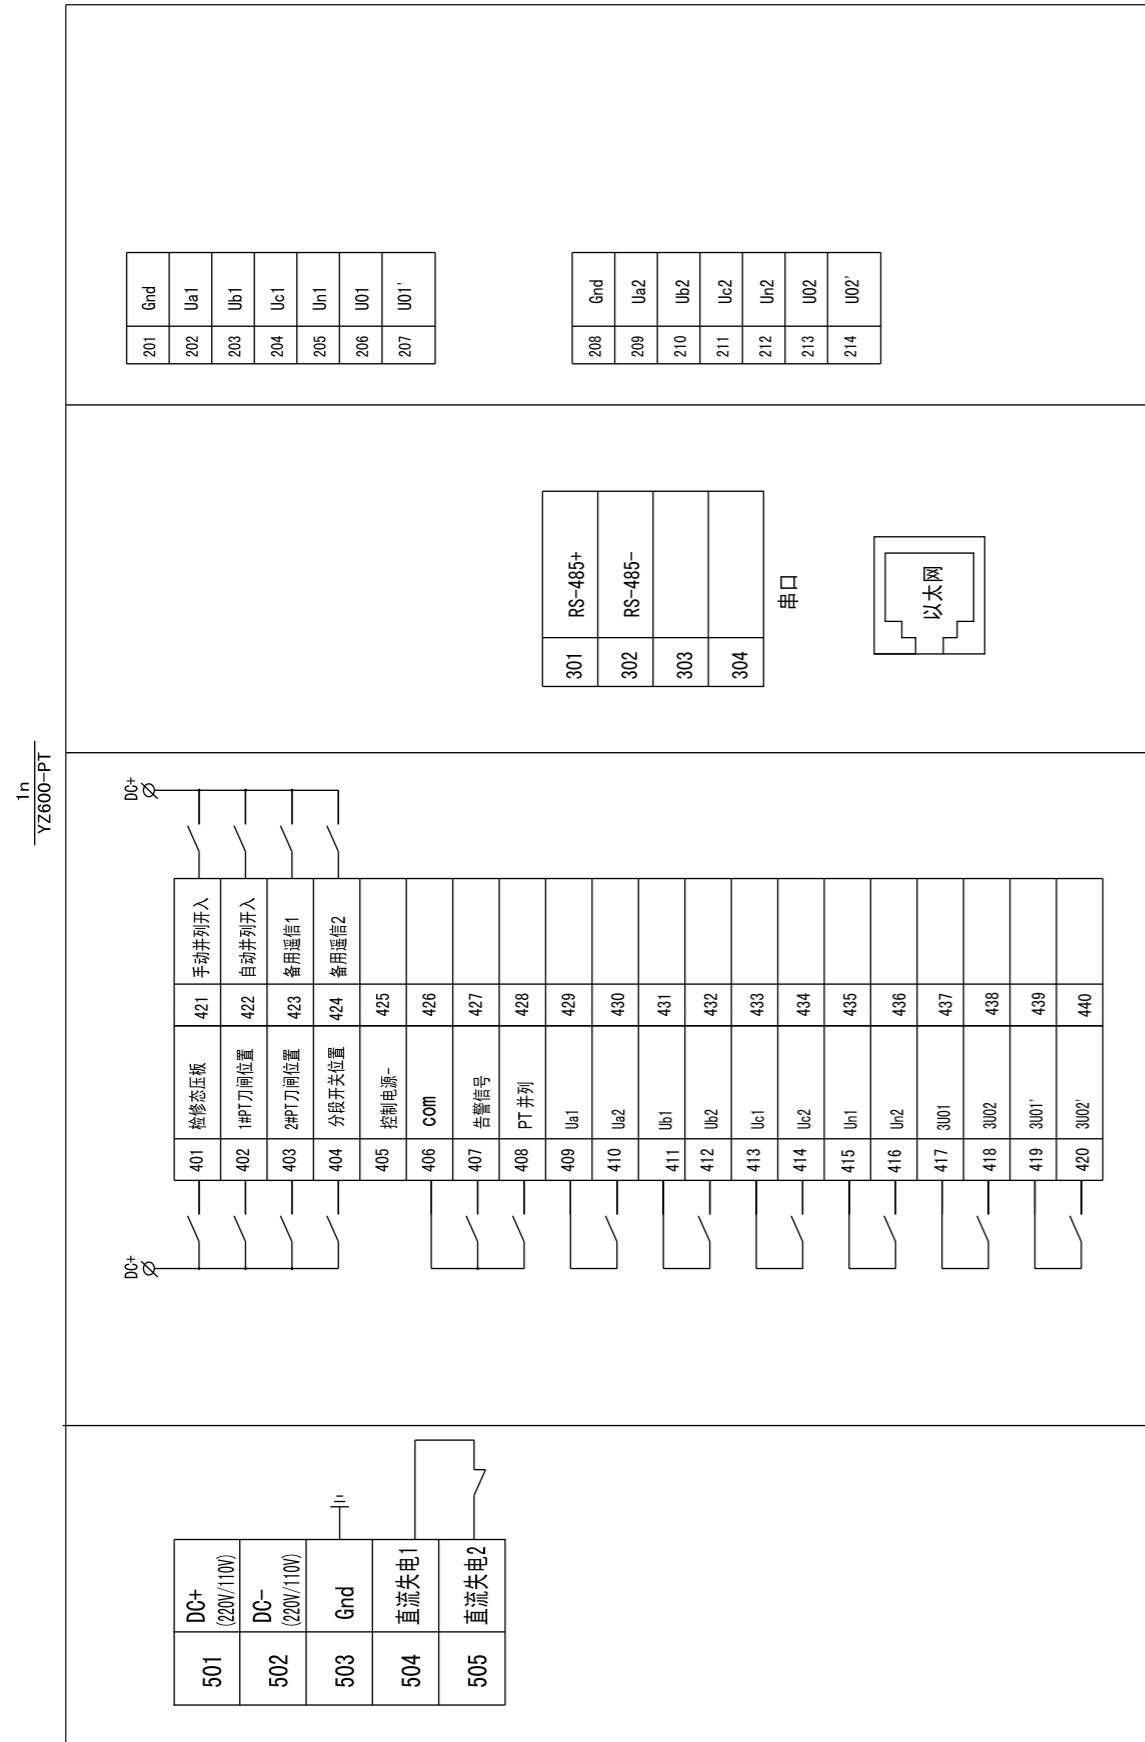 1n
YZ600-PT
501 DC+
(220V/110V)
502 DC-
(220V/110V)
503 Gnd
504 直流失电1
505 直流失电2
DC+
401 检修态压板
402 1#PT刀闸位置
403 2#PT刀闸位置
404 分段开关位置
405 控制电源-
406 com
407 告警信号
408 PT 并列
409 Ua1
410 Ua2
411 Ub1
412 Ub2
413 Uc1
414 Uc2
415 Un1
416 Un2
417 3U01
418 3U02
419 3U01'
420 3U02'
DC+
421 手动并列开入
422 自动并列开入
423 备用遥信1
424 备用遥信2
425
426
427
428
429
430
431
432
433
434
435
436
437
438
439
440
301 RS-485+
302 RS-485-
303
304
串口
以太网
201 Gnd
202 Ua1
203 Ub1
204 Uc1
205 Un1
206 U01
207 U01'
208 Gnd
209 Ua2
210 Ub2
211 Uc2
212 Un2
213 U02
214 U02'